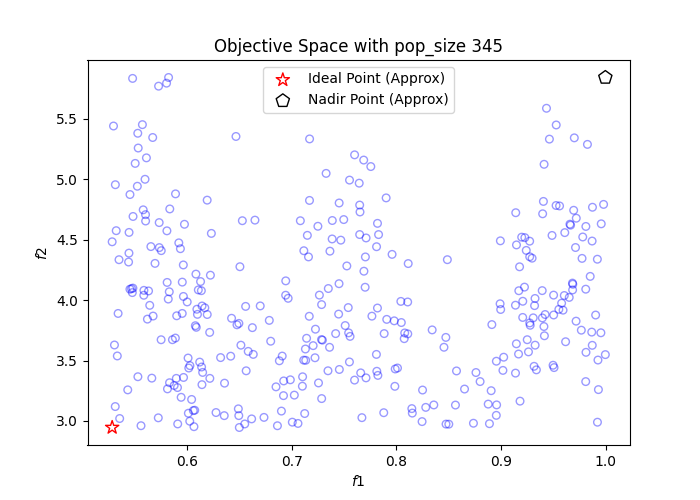 Objective Space with pop_size 345
Ideal Point (Approx)
Nadir Point (Approx)
f2
5.5
5.0
4.5
4.0
3.5
3.0
0.6 0.7 0.8 0.9 1.0
f1